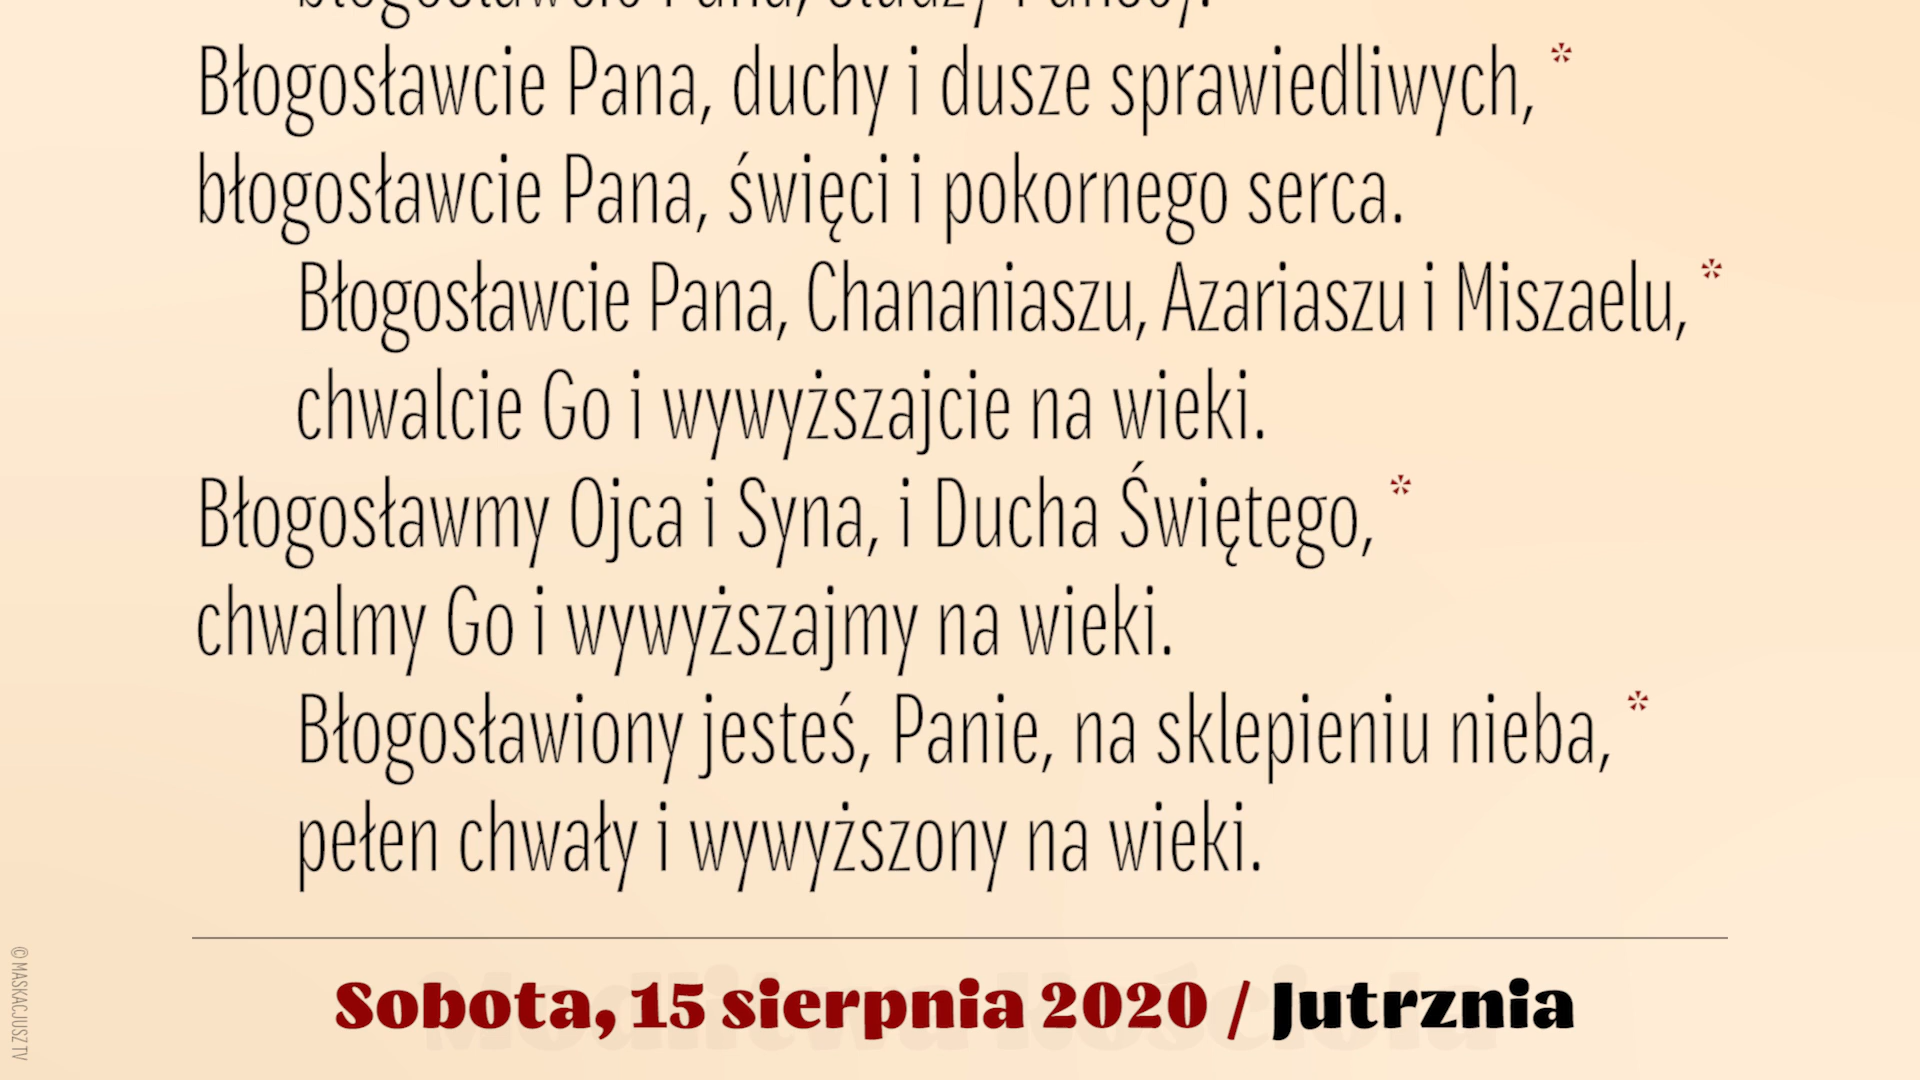 Błogosławcie Pana, duchy i dusze sprawiedliwych, *
błogosławcie Pana, święci i pokornego serca.
Błogosławcie Pana, Chananiaszu, Azariaszu i Miszaelu, *
chwalcie Go i wywyższajcie na wieki.
Błogosławmy Ojca i Syna, i Ducha Świętego, *
chwalmy Go i wywyższajmy na wieki.
Błogosławiony jesteś, Panie, na sklepieniu nieba, *
pełen chwały i wywyższony na wieki.
Sobota, 15 sierpnia 2020 / Jutrznia
© MASKACJUSZ TV